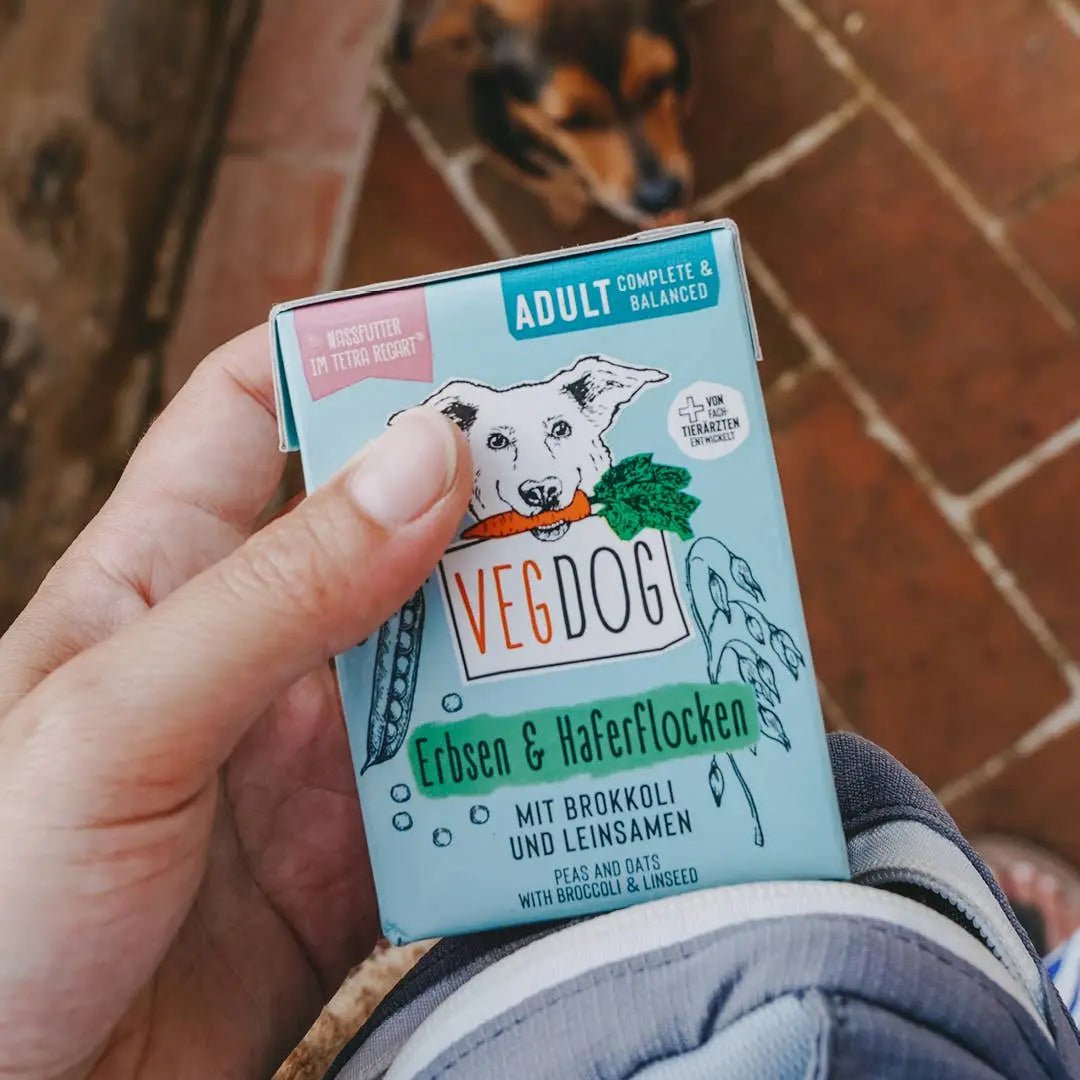 NASSFUTTER
IM TETRA RECART®
ADULT COMPLETE &
BALANCED
VON
FACH-
TIERÄRZTEN
ENTWICKELT
VEGDOG
Erbsen & Haferflocken
MIT BROKKOLI
UND LEINSAMEN
PEAS AND OATS
WITH BROCCOLI & LINSEED